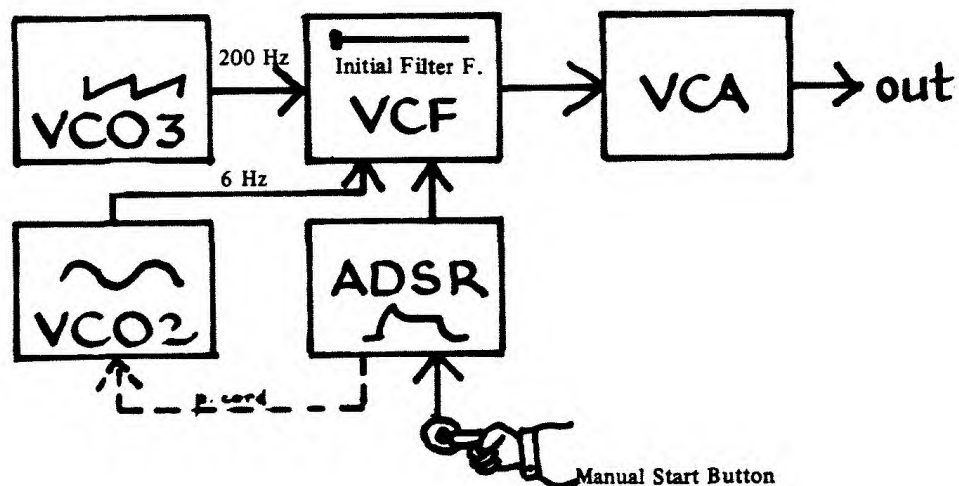 200 Hz
Initial Filter F.
VCO3
VCF
VCA
out
6 Hz
ADSR
VCO2
p. cord
Manual Start Button